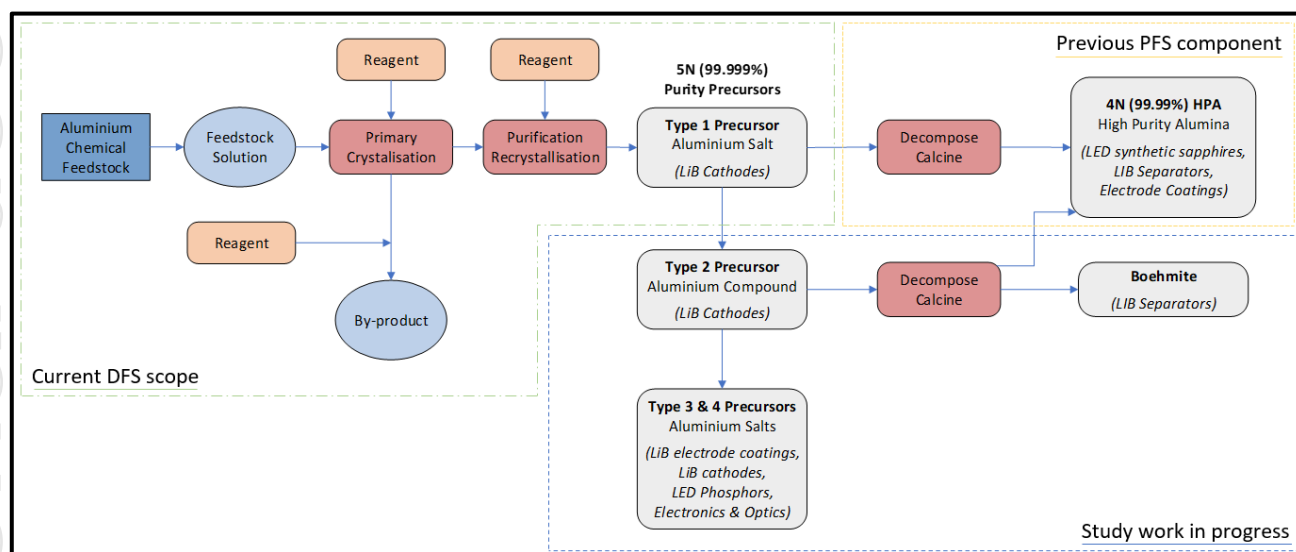 Previous PFS component
Reagent
Reagent
5N (99.999%)
Purity Precursors
Aluminium
Chemical
Feedstock
Feedstock
Solution
Primary
Crystalisation
Purification
Recrystallisation
Type 1 Precursor
Aluminium Salt
(LiB Cathodes)
Decompose
Calcine
4N (99.99%) HPA
High Purity Alumina
(LED synthetic sapphires,
LIB Separators,
Electrode Coatings)
Reagent
By-product
Type 2 Precursor
Aluminium Compound
(LiB Cathodes)
Decompose
Calcine
Boehmite
(LIB Separators)
Current DFS scope
Type 3 & 4 Precursors
Aluminium Salts
(LiB electrode coatings,
LiB cathodes,
LED Phosphors,
Electronics & Optics)
Study work in progress